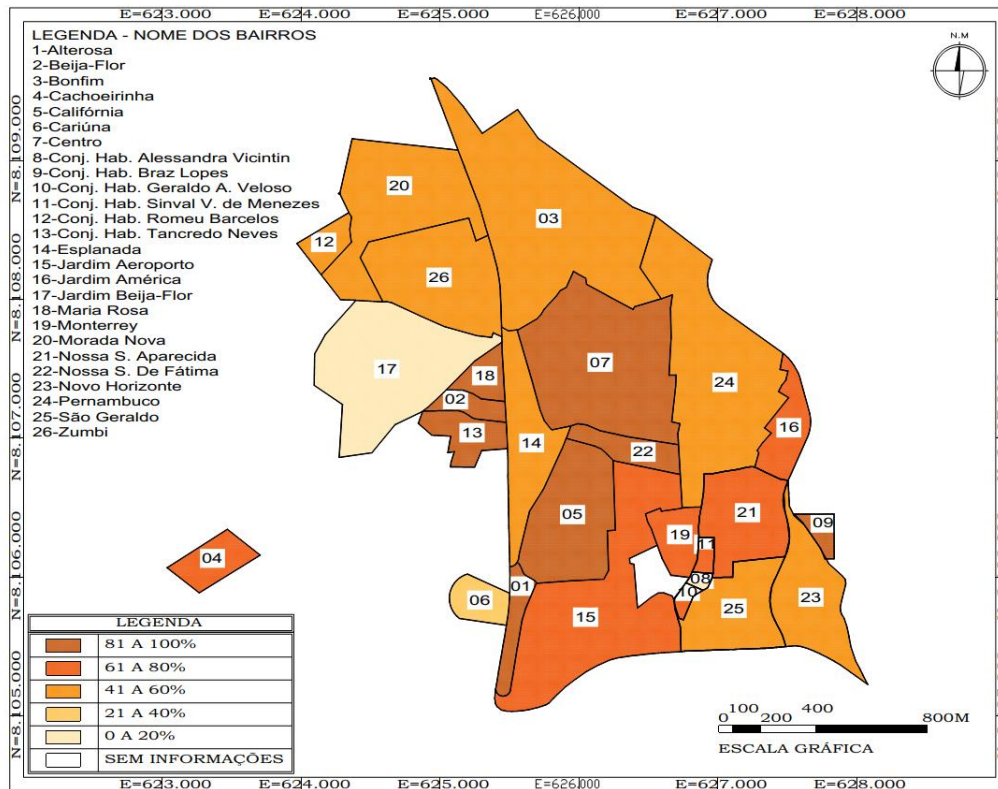 E=623.000 E=624.000 E=625.000 E=626.000 E=627.000 E=628.000
LEGENDA - NOME DOS BAIRROS
1-Alterosa
2-Beija-Flor
3-Bonfim
4-Cachoeirinha
5-Califórnia
6-Cariúna
7-Centro
8-Conj. Hab. Alessandra Vicintin
9-Conj. Hab. Braz Lopes
10-Conj. Hab. Geraldo A. Veloso
11-Conj. Hab. Sinval V. de Menezes
12-Conj. Hab. Romeu Barcelos
13-Conj. Hab. Tancredo Neves
14-Esplanada
15-Jardim Aeroporto
16-Jardim América
17-Jardim Beija-Flor
18-Maria Rosa
19-Monterrey
20-Morada Nova
21-Nossa S. Aparecida
22-Nossa S. De Fátima
23-Novo Horizonte
24-Pernambuco
25-São Geraldo
26-Zumbi
N.M
N=8.109.000
N=8.108.000
N=8.107.000
N=8.106.000
N=8.105.000
20
03
12
26
17
18
07
24
02
16
13
14
22
05
21
09
19
11
04
01
08
06
10
15
25
23
LEGENDA
81 A 100%
61 A 80%
41 A 60%
21 A 40%
0 A 20%
SEM INFORMAÇÕES
0 100 200 400 800M
ESCALA GRÁFICA
E=623.000 E=624.000 E=625.000 E=626.000 E=627.000 E=628.000